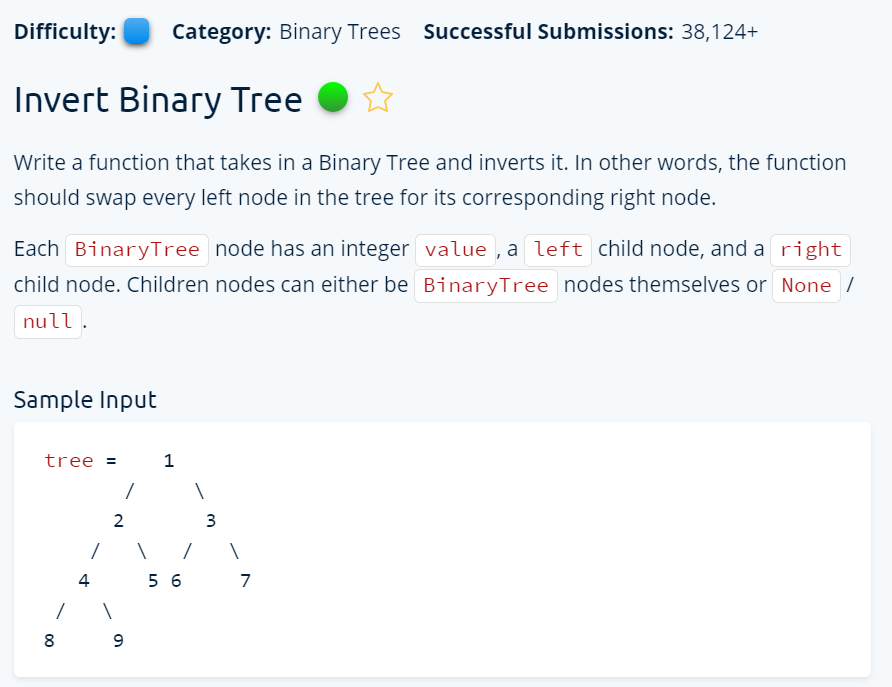 Difficulty: Category: Binary Trees Successful Submissions: 38,124+
Invert Binary Tree
Write a function that takes in a Binary Tree and inverts it. In other words, the function
should swap every left node in the tree for its corresponding right node.
Each BinaryTree node has an integer value, a left child node, and a right
child node. Children nodes can either be BinaryTree nodes themselves or None /
null.
Sample Input
tree =    1
       /     \
      2       3
    /   \   /   \
   4     5 6     7
 /   \
8     9